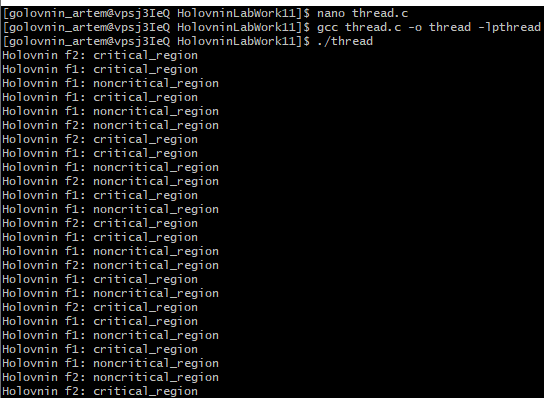 [golovnin_artem@vpsj3IeQ HolovninLabWork11]$ nano thread.c
[golovnin_artem@vpsj3IeQ HolovninLabWork11]$ gcc thread.c -o thread -lpthread
[golovnin_artem@vpsj3IeQ HolovninLabWork11]$ ./thread
Holovnin f2: critical_region
Holovnin f1: critical_region
Holovnin f1: noncritical_region
Holovnin f1: critical_region
Holovnin f1: noncritical_region
Holovnin f2: noncritical_region
Holovnin f2: critical_region
Holovnin f1: critical_region
Holovnin f1: noncritical_region
Holovnin f2: noncritical_region
Holovnin f1: critical_region
Holovnin f1: noncritical_region
Holovnin f2: critical_region
Holovnin f1: critical_region
Holovnin f1: noncritical_region
Holovnin f2: noncritical_region
Holovnin f1: critical_region
Holovnin f1: noncritical_region
Holovnin f2: critical_region
Holovnin f1: critical_region
Holovnin f1: noncritical_region
Holovnin f1: critical_region
Holovnin f1: noncritical_region
Holovnin f2: noncritical_region
Holovnin f2: critical_region